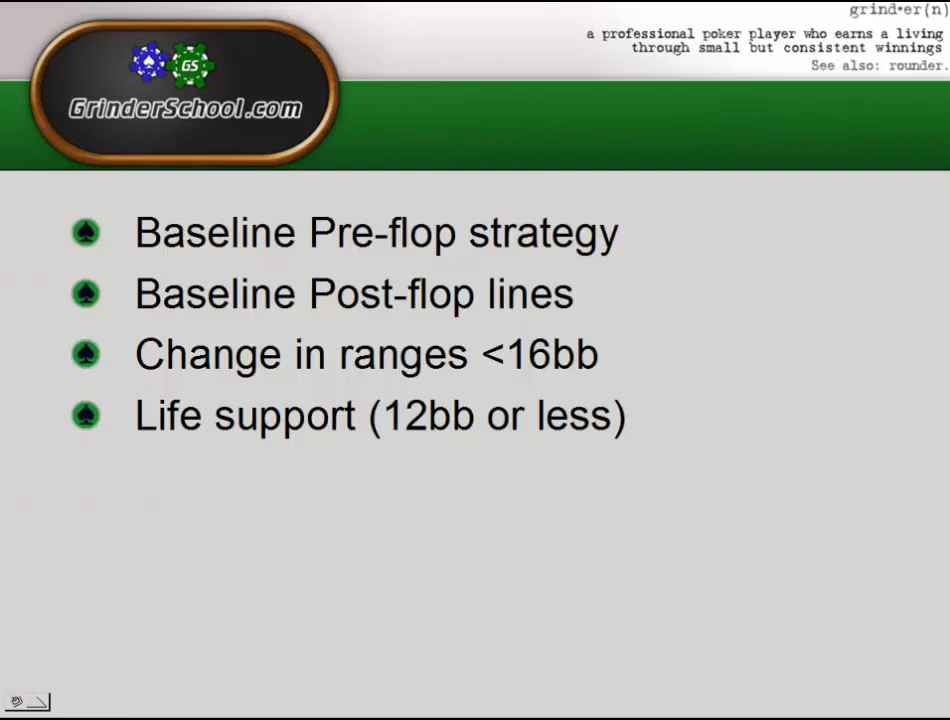 grind•er(n)
a professional poker player who earns a living
through small but consistent winnings
See also: rounder.
GS
GrinderSchool.com
Baseline Pre-flop strategy
Baseline Post-flop lines
Change in ranges <16bb
Life support (12bb or less)